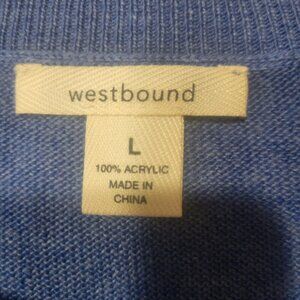 westbound
L
100% ACRYLIC
MADE IN
CHINA